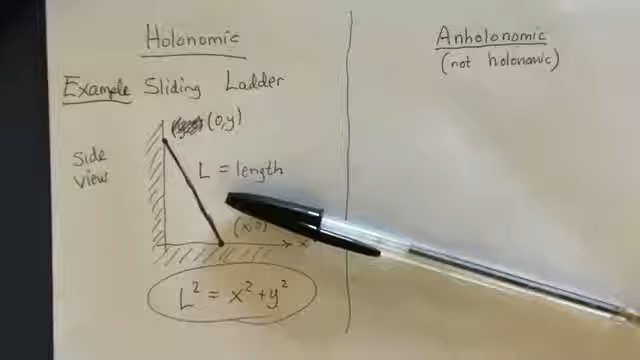 Holonomic
Example Sliding Ladder
(0,y)
side
view
L = length
(x,0)
x
L² = x² + y²
Anholonomic
(not holonomic)